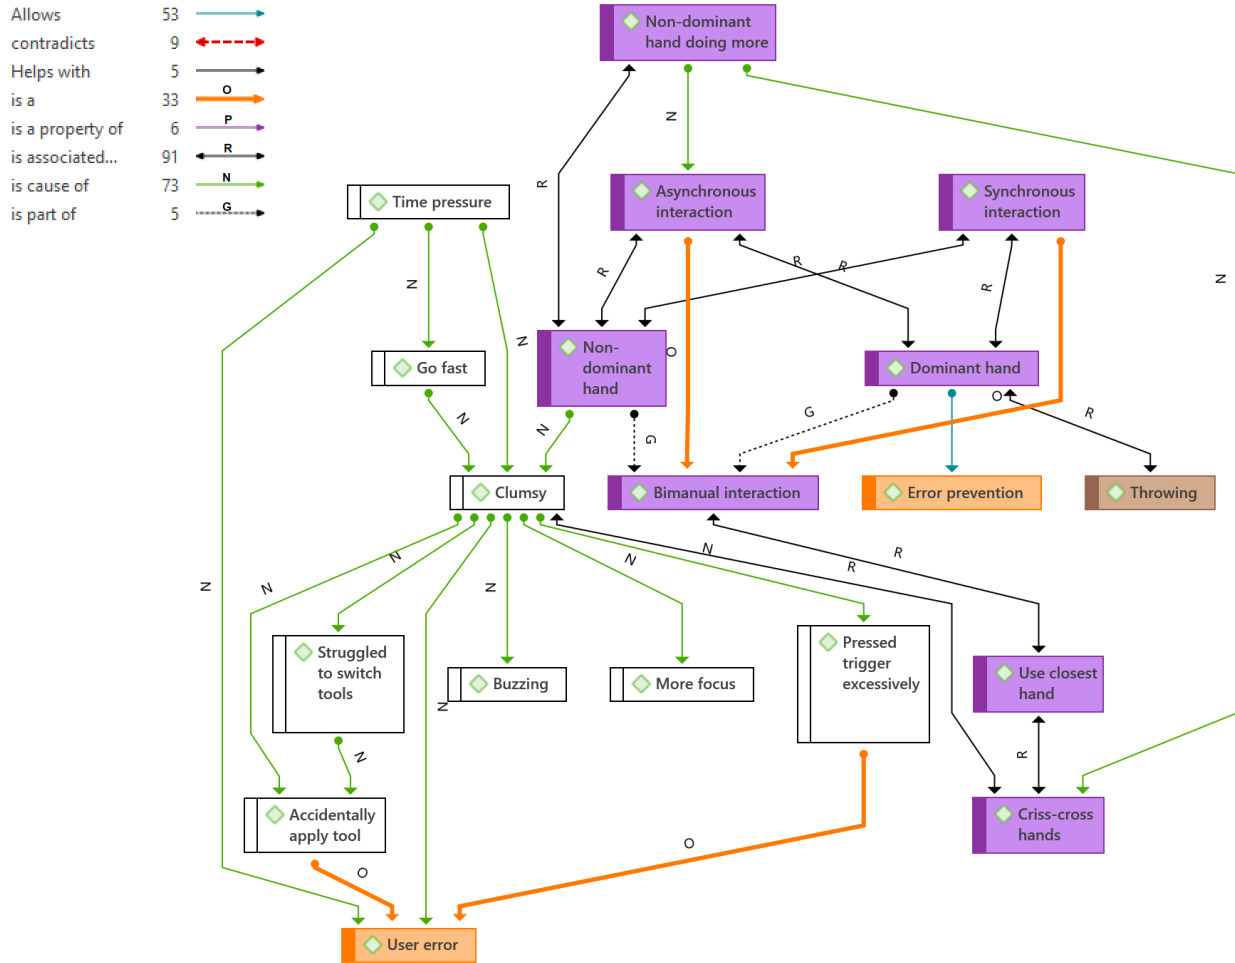 Allows 53
contradicts 9
Helps with 5
is a 33 O
is a property of 6 P
is associated... 91 R
is cause of 73 N
is part of 5 G
Non-dominant
hand doing more
N
R
Time pressure
Asynchronous
interaction
Synchronous
interaction
N
N
R
R
R
R
N
O
Non-
dominant
hand
Go fast
Dominant hand
O
R
N
N
G
G
Clumsy
Bimanual interaction
Error prevention
Throwing
N
N
N
N
N
N
R
R
N
Struggled
to switch
tools
Buzzing
More focus
Pressed
trigger
excessively
Use closest
hand
N
N
R
Accidentally
apply tool
Criss-cross
hands
O
O
User error